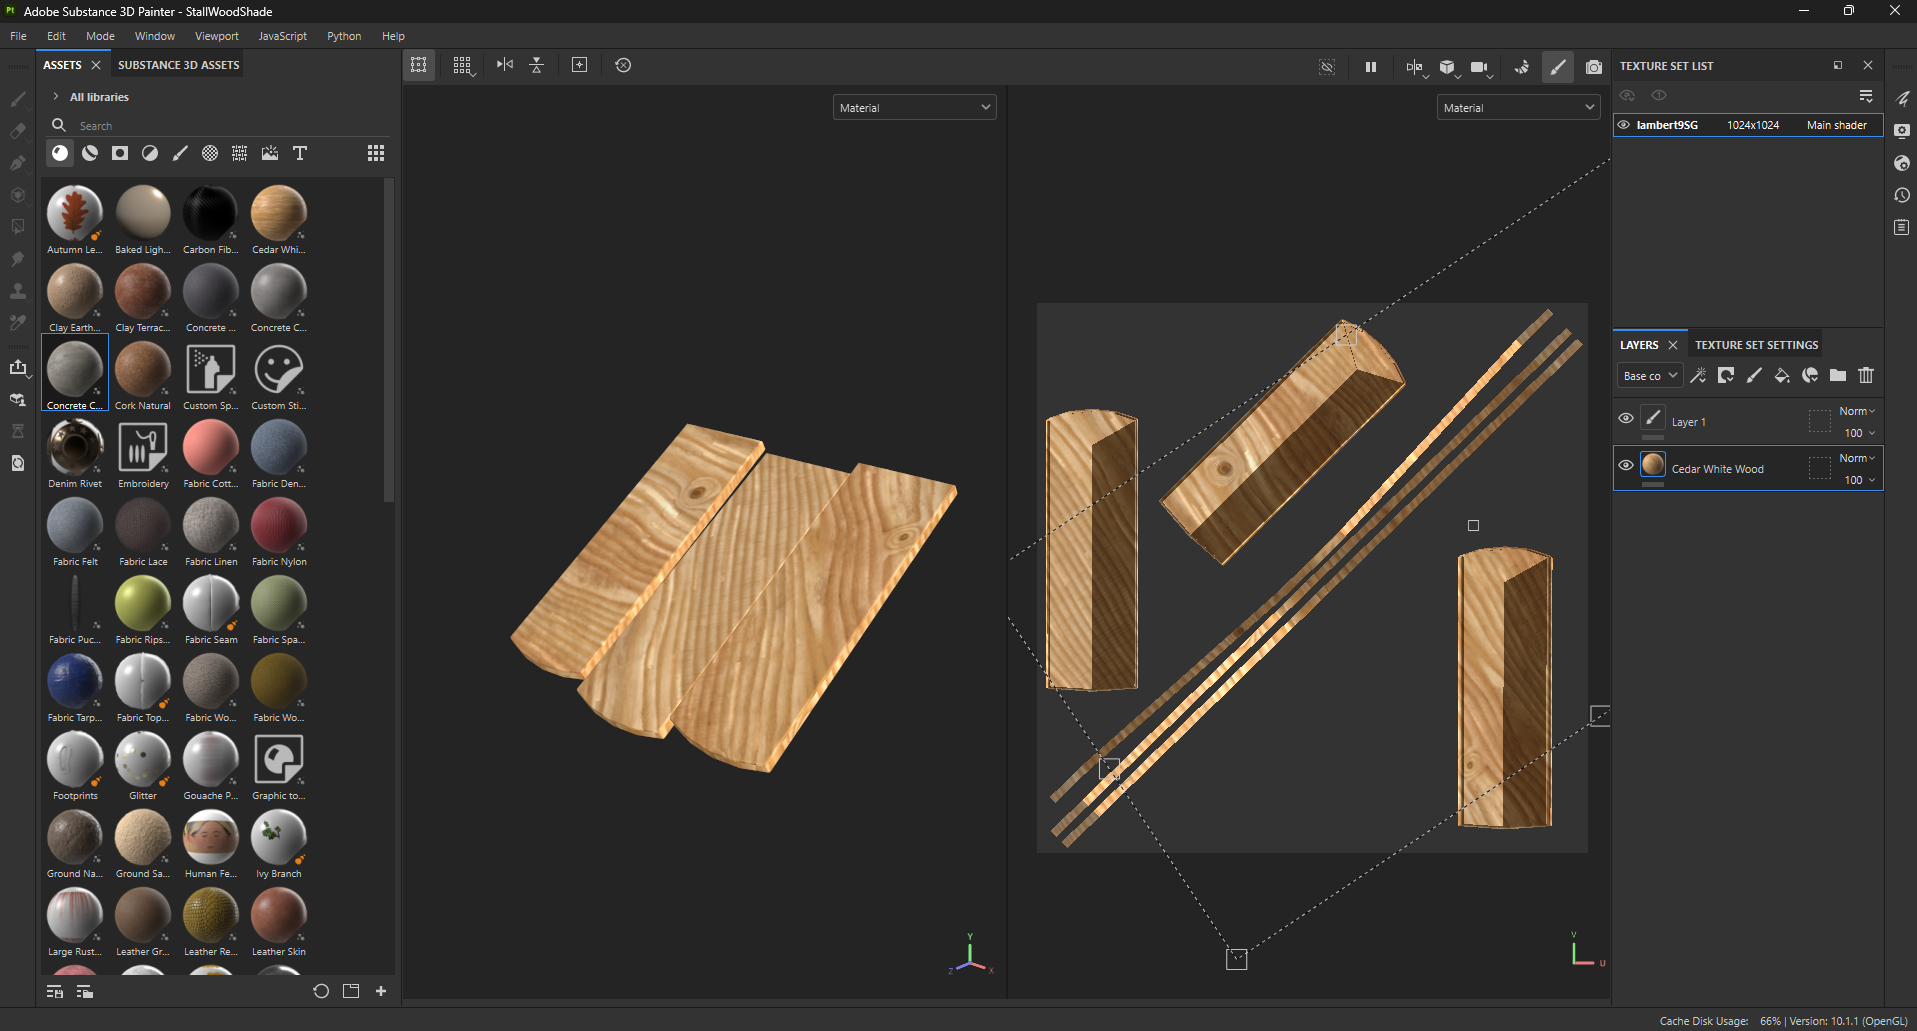 Pt Adobe Substance 3D Painter - StallWoodShade
File Edit Mode Window Viewport JavaScript Python Help
ASSETS SUBSTANCE 3D ASSETS
All libraries
Search
Autumn Le... Baked Ligh... Carbon Fib... Cedar Whi...
Clay Earth... Clay Terrac... Concrete ... Concrete C...
Concrete C... Cork Natural Custom Sp... Custom Sti...
Denim Rivet Embroidery Fabric Cott... Fabric Den...
Fabric Felt Fabric Lace Fabric Linen Fabric Nylon
Fabric Puc... Fabric Rips... Fabric Seam Fabric Spa...
Fabric Tarp... Fabric Top... Fabric Wo... Fabric Wo...
Footprints Glitter Gouache P... Graphic to...
Ground Na... Ground Sa... Human Fe... Ivy Branch
Large Rust... Leather Gr... Leather Re... Leather Skin
Material
Y
Z X
Material
V
U
TEXTURE SET LIST
lambert9SG 1024x1024 Main shader
LAYERS TEXTURE SET SETTINGS
Base co
Layer 1 Norm
100
Cedar White Wood Norm
100
Cache Disk Usage: 66% | Version: 10.1.1 (OpenGL)